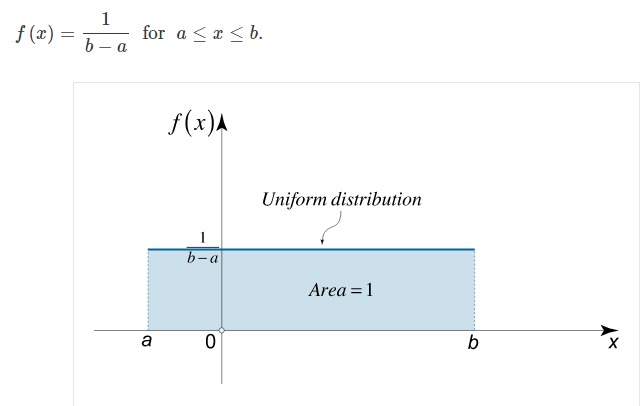 f (x) = 1/(b − a) for a ≤ x ≤ b.
f(x)
Uniform distribution
1/(b−a)
Area = 1
a 0 b x